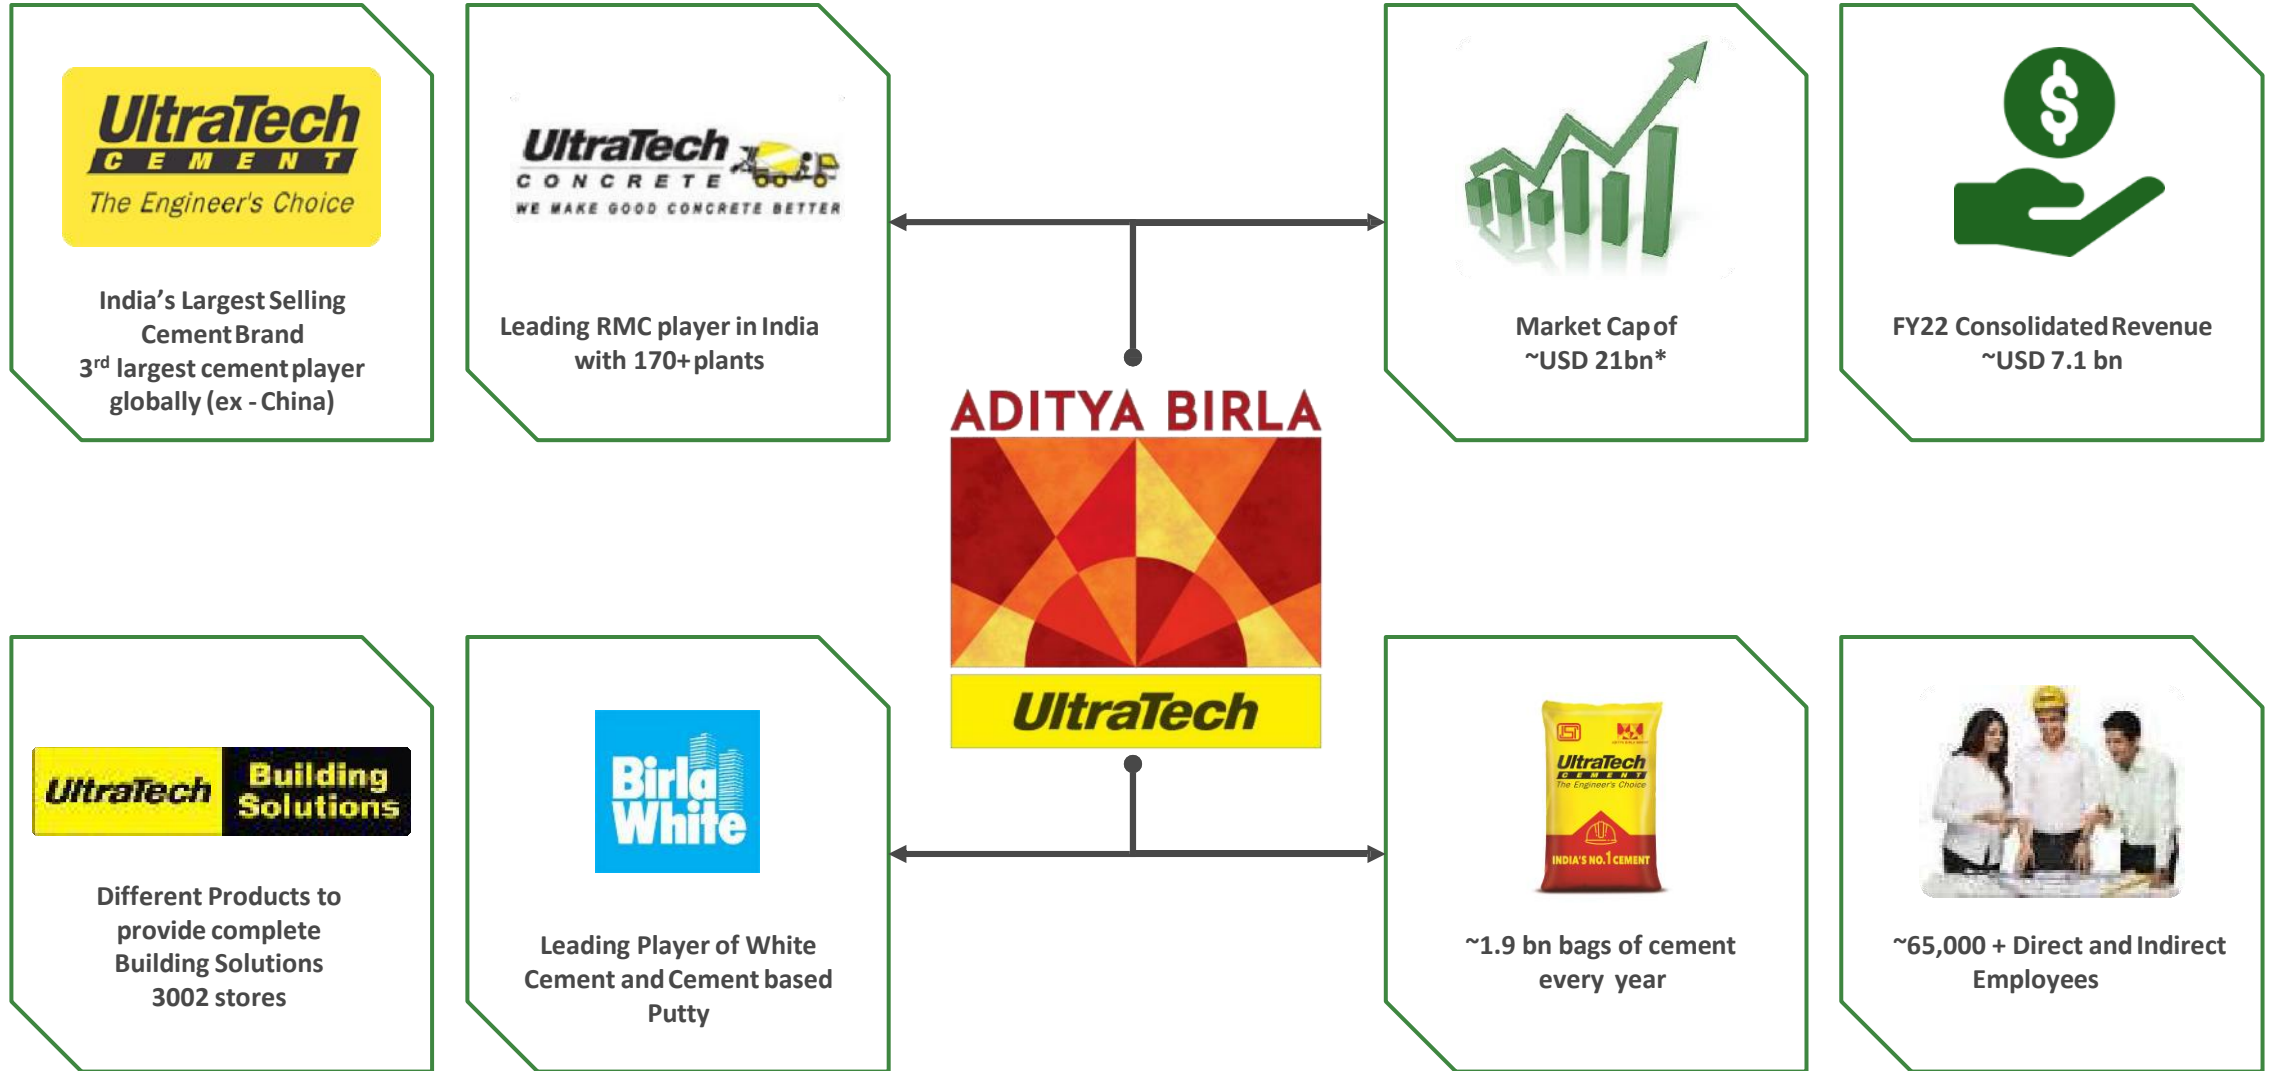 UltraTech
CEMENT
The Engineer's Choice
India’s Largest Selling
Cement Brand
3rd largest cement player
globally (ex - China)
UltraTech
CONCRETE
WE MAKE GOOD CONCRETE BETTER
Leading RMC player in India
with 170+ plants
Market Cap of
~USD 21bn*
$
FY22 Consolidated Revenue
~USD 7.1 bn
ADITYA BIRLA
UltraTech
UltraTech
Building
Solutions
Different Products to
provide complete
Building Solutions
3002 stores
Birla
White
Leading Player of White
Cement and Cement based
Putty
ISI
UltraTech
CEMENT
The Engineer's Choice
INDIA'S NO.1 CEMENT
~1.9 bn bags of cement
every year
~65,000 + Direct and Indirect
Employees